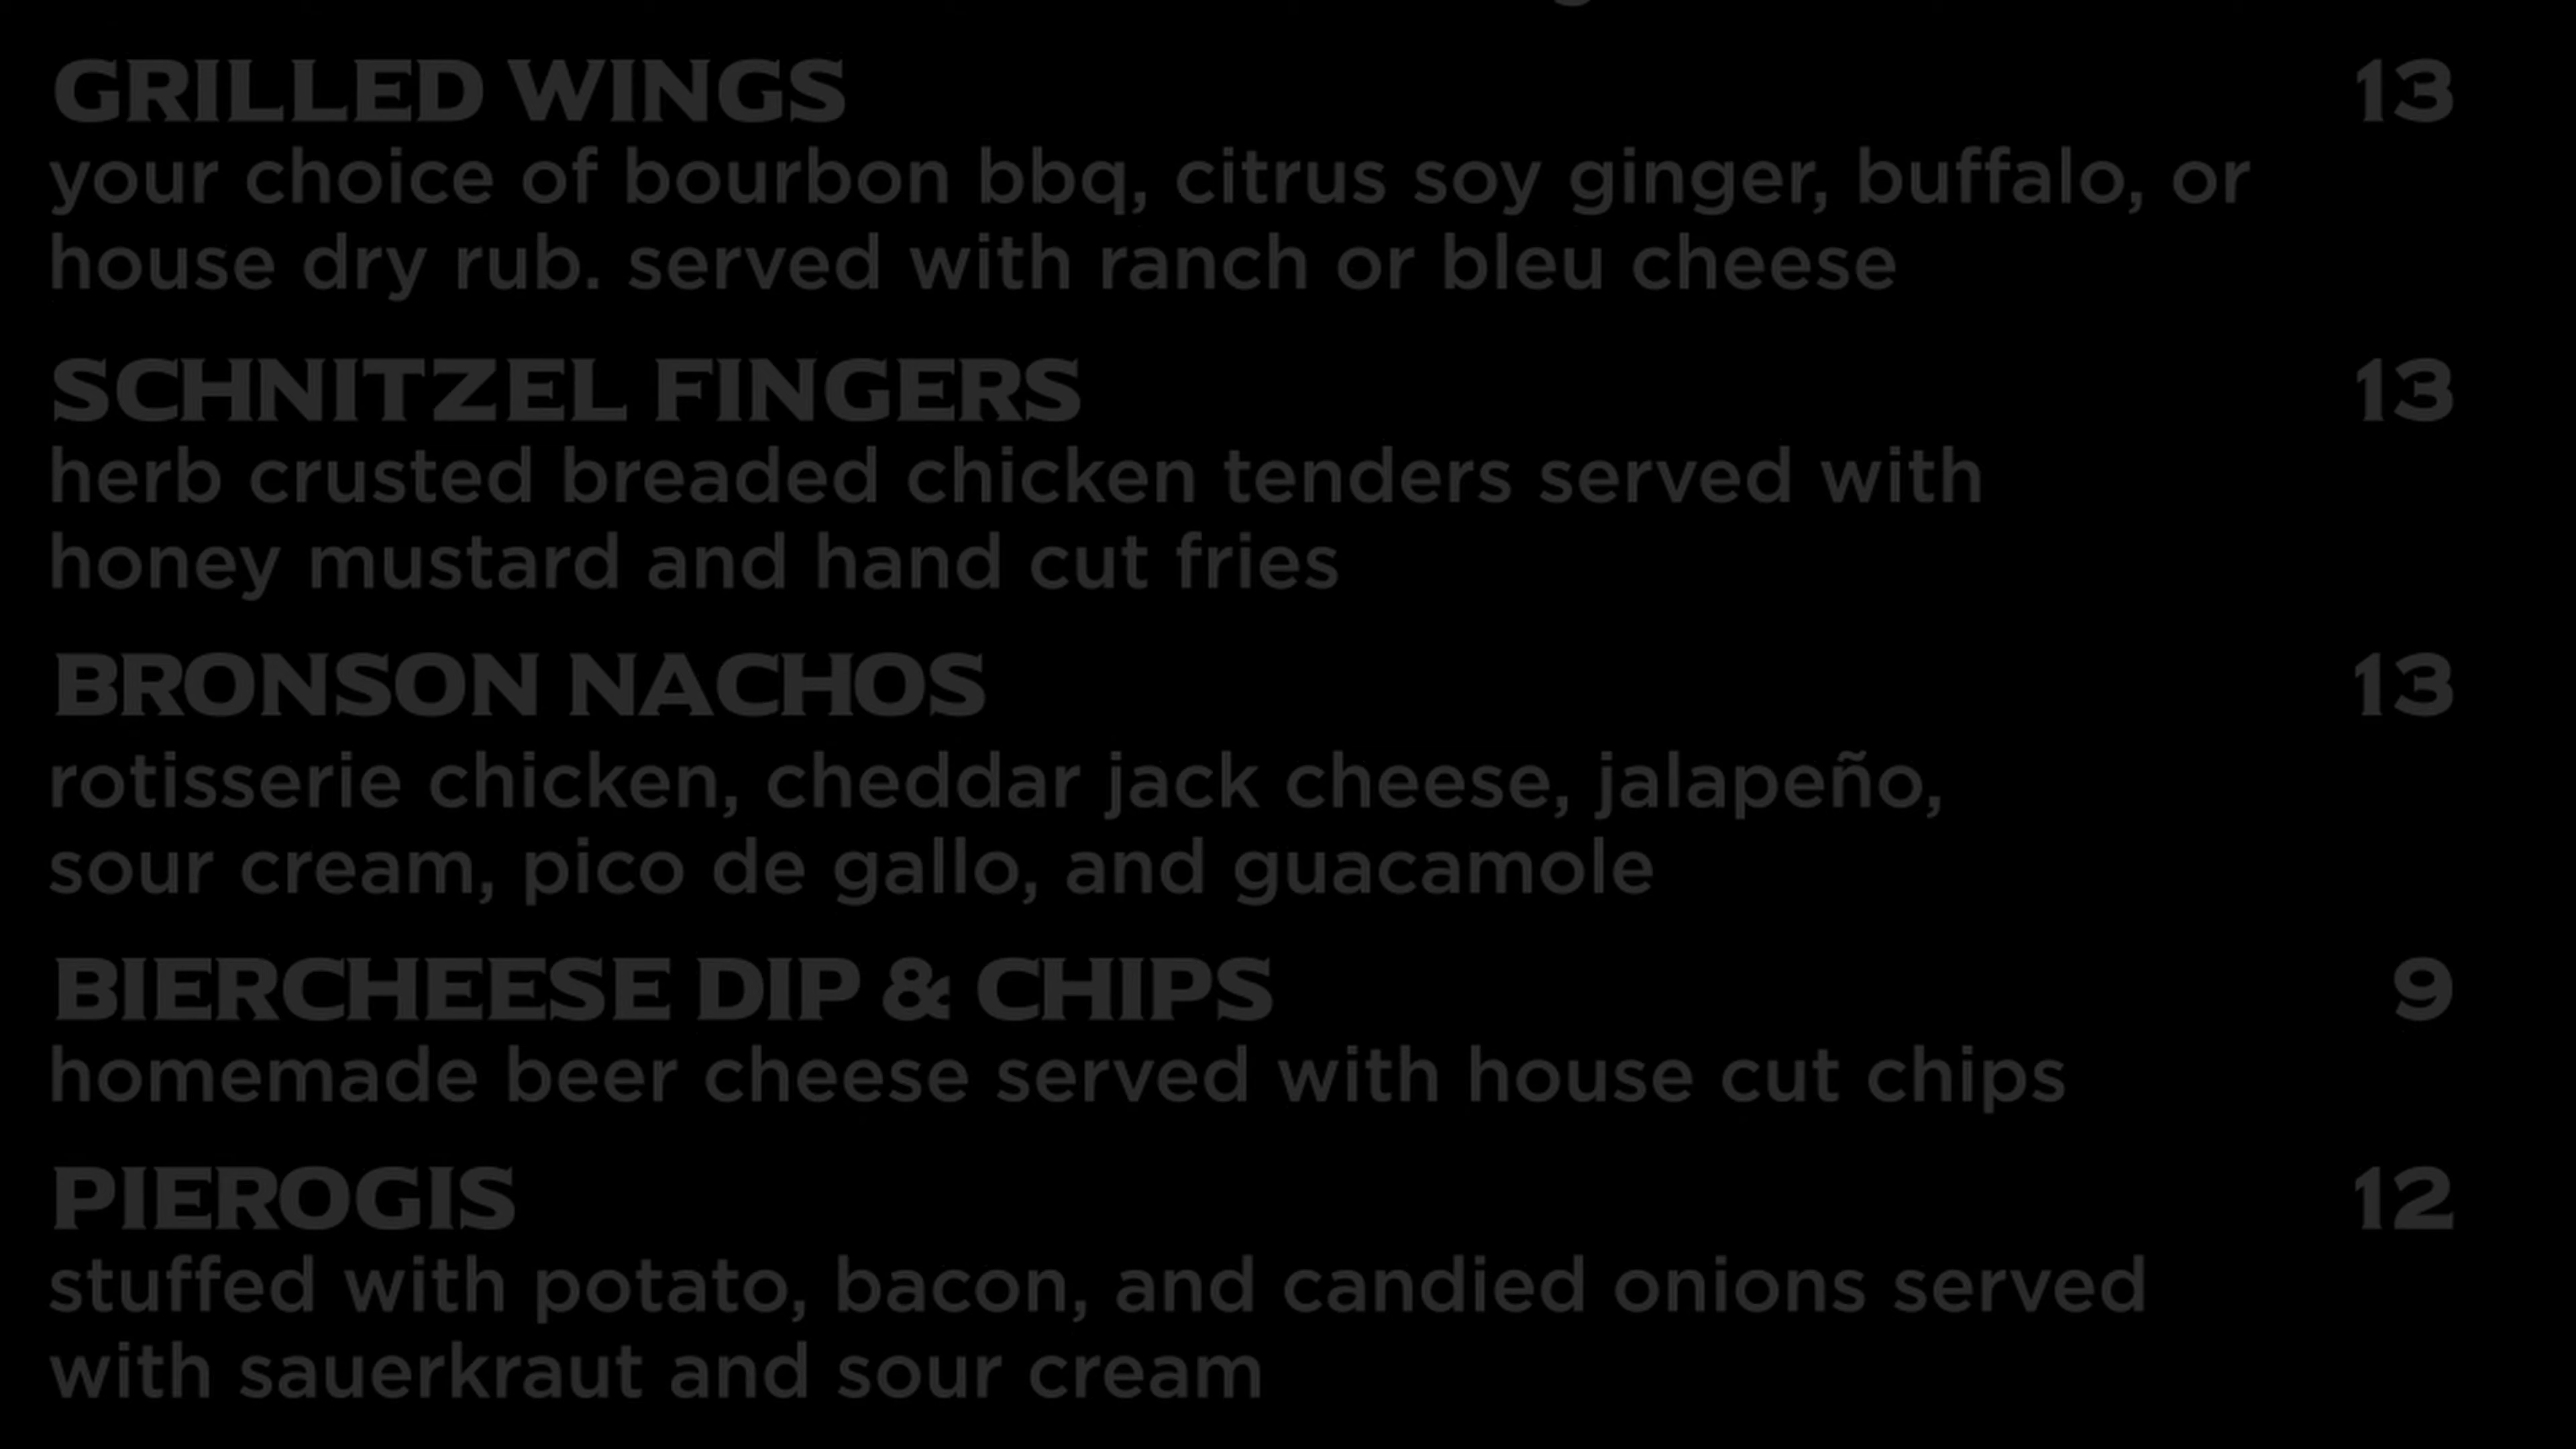 GRILLED WINGS 13
your choice of bourbon bbq, citrus soy ginger, buffalo, or
house dry rub. served with ranch or bleu cheese
SCHNITZEL FINGERS 13
herb crusted breaded chicken tenders served with
honey mustard and hand cut fries
BRONSON NACHOS 13
rotisserie chicken, cheddar jack cheese, jalapeño,
sour cream, pico de gallo, and guacamole
BIERCHEESE DIP & CHIPS 9
homemade beer cheese served with house cut chips
PIEROGIS 12
stuffed with potato, bacon, and candied onions served
with sauerkraut and sour cream